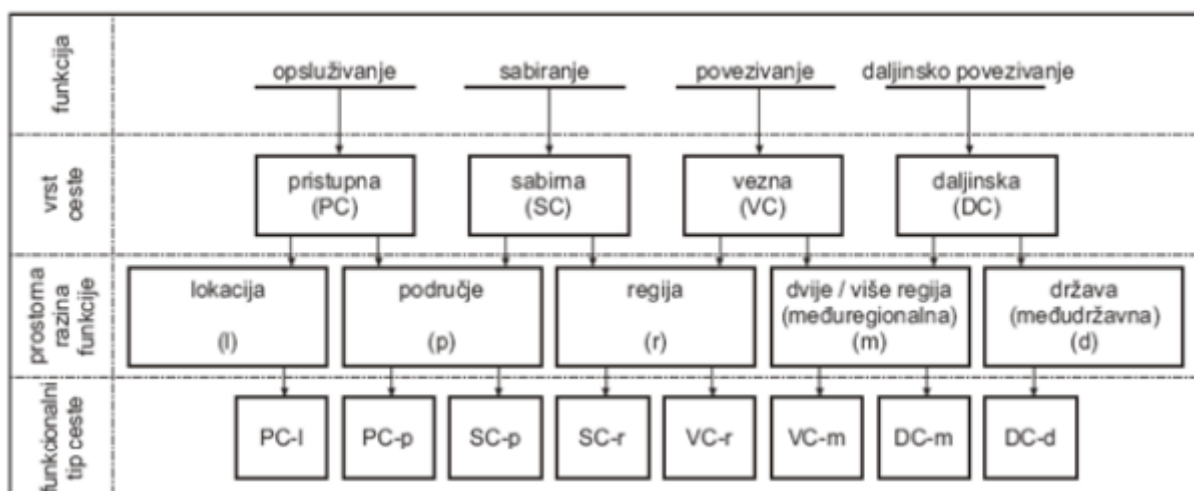 funkcija
opsluživanje
sabiranje
povezivanje
daljinsko povezivanje
vrst
ceste
pristupna
(PC)
sabirna
(SC)
vezna
(VC)
daljinska
(DC)
prostorna
razina
funkcije
lokacija
(l)
područje
(p)
regija
(r)
dvije / više regija
(međuregionalna)
(m)
država
(međudržavna)
(d)
funkcionalni
tip ceste
PC-l
PC-p
SC-p
SC-r
VC-r
VC-m
DC-m
DC-d